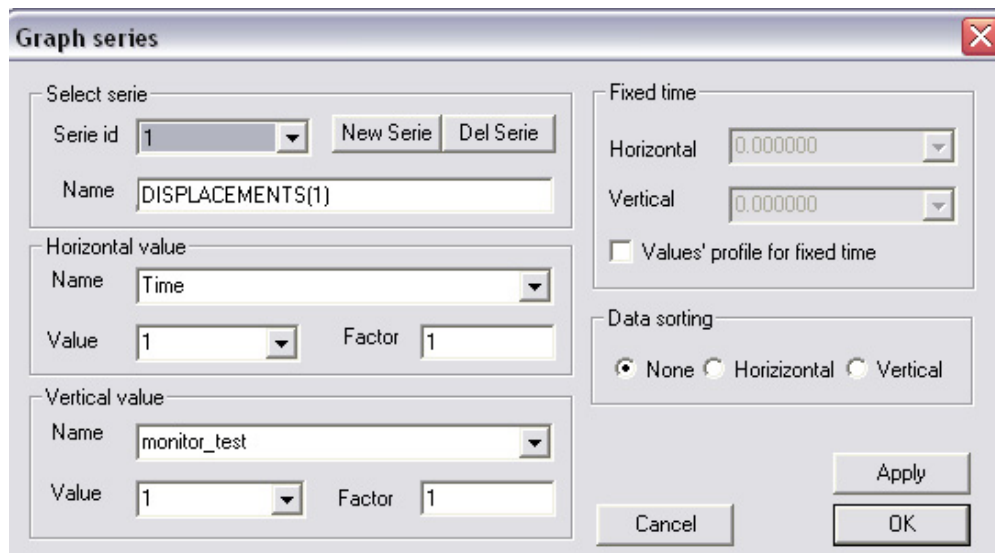 Graph series
Select serie
Serie id 1 New Serie Del Serie
Name DISPLACEMENTS(1)
Horizontal value
Name Time
Value 1 Factor 1
Vertical value
Name monitor_test
Value 1 Factor 1
Fixed time
Horizontal 0.000000
Vertical 0.000000
Values' profile for fixed time
Data sorting
None Horizizontal Vertical
Apply
Cancel OK